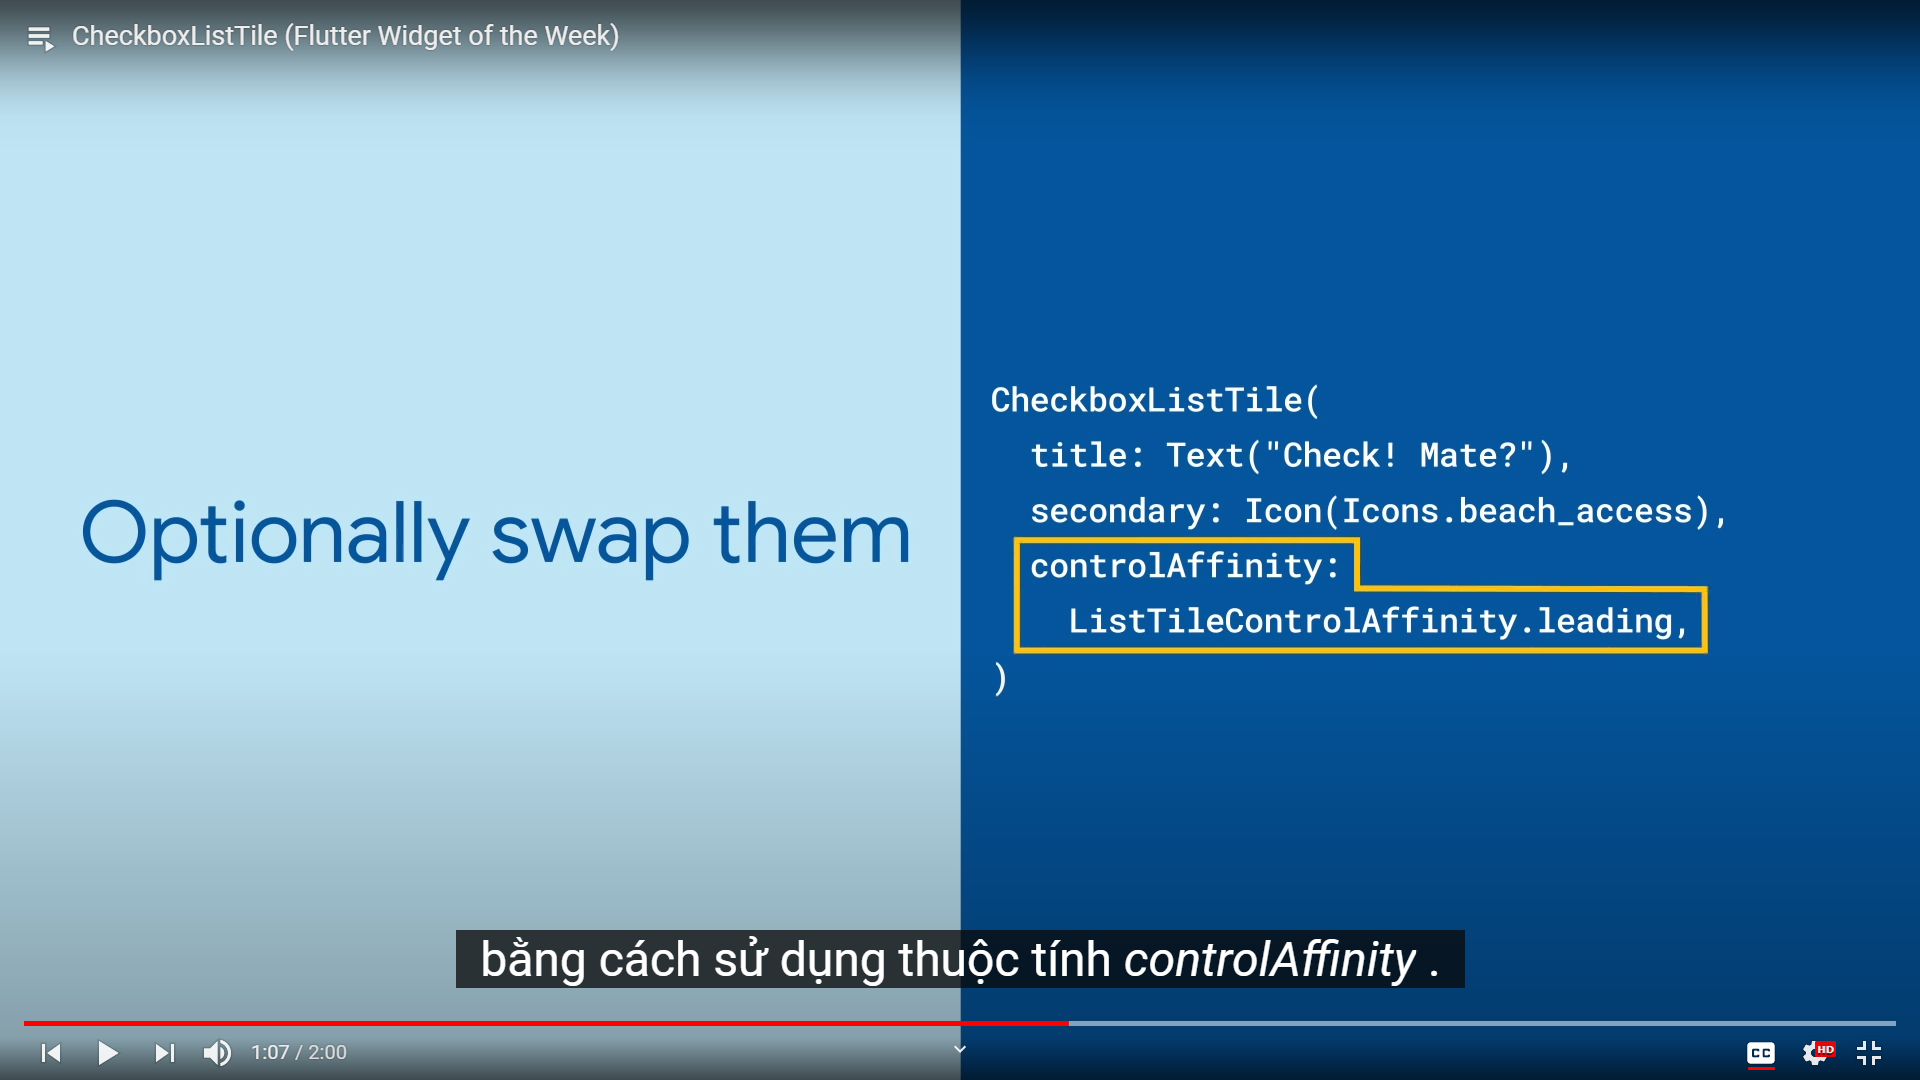 CheckboxListTile (Flutter Widget of the Week)
Optionally swap them
CheckboxListTile(
title: Text("Check! Mate?"),
secondary: Icon(Icons.beach_access),
controlAffinity:
ListTileControlAffinity.leading,
)
bằng cách sử dụng thuộc tính controlAffinity .
1:07 / 2:00
CC
HD